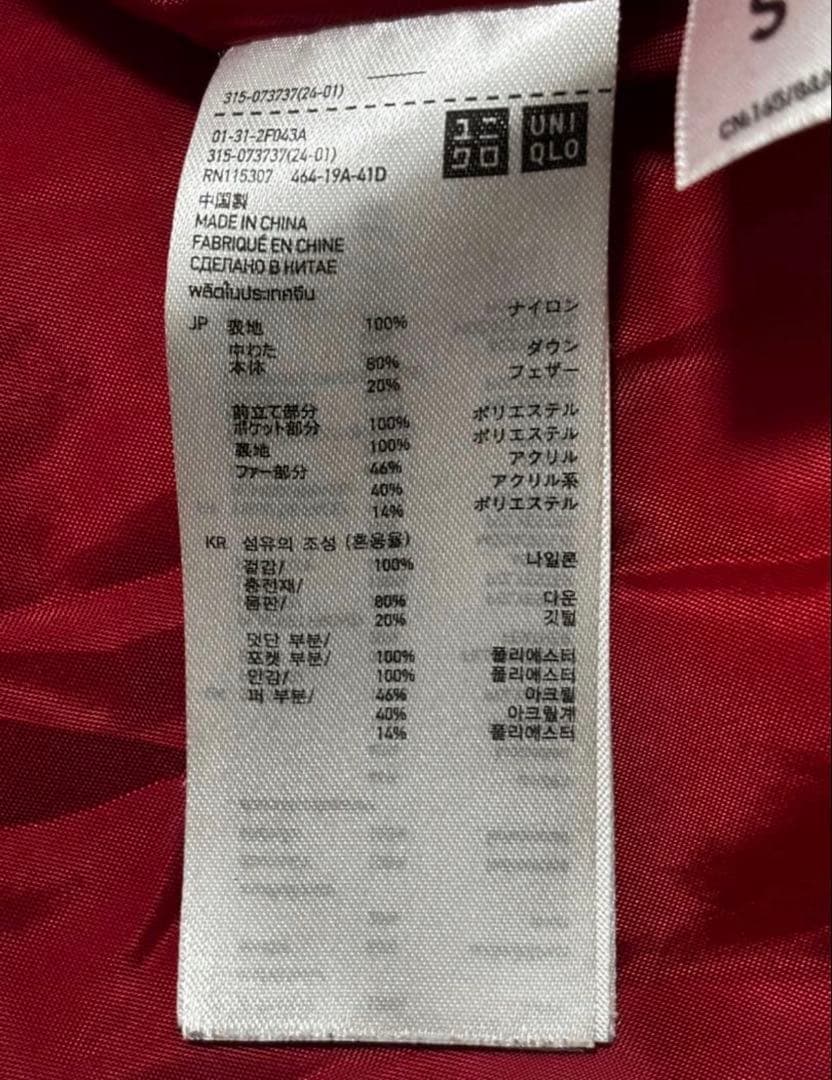 315-073737(24-01)
01-31-2F043A
315-073737(24-01)
RN115307 464-19A-41D
ユニ
クロ
UNI
QLO
中国製
MADE IN CHINA
FABRIQUÉ EN CHINE
СДЕЛАНО В КИТАЕ
ผลิตในประเทศจีน
JP 表地 100% ナイロン
中わた
本体 80% ダウン
20% フェザー
前立て部分
ポケット部分 100% ポリエステル
裏地 100% ポリエステル
ファー部分 46% アクリル
40% アクリル系
14% ポリエステル
KR 섬유의 조성 (혼용율)
겉감/ 100% 나일론
충전재/
몸판/ 80% 다운
20% 깃털
덧단 부분/
포켓 부분/ 100% 폴리에스터
안감/ 100% 폴리에스터
퍼 부분/ 46% 아크릴
40% 아크릴계
14% 폴리에스터
S